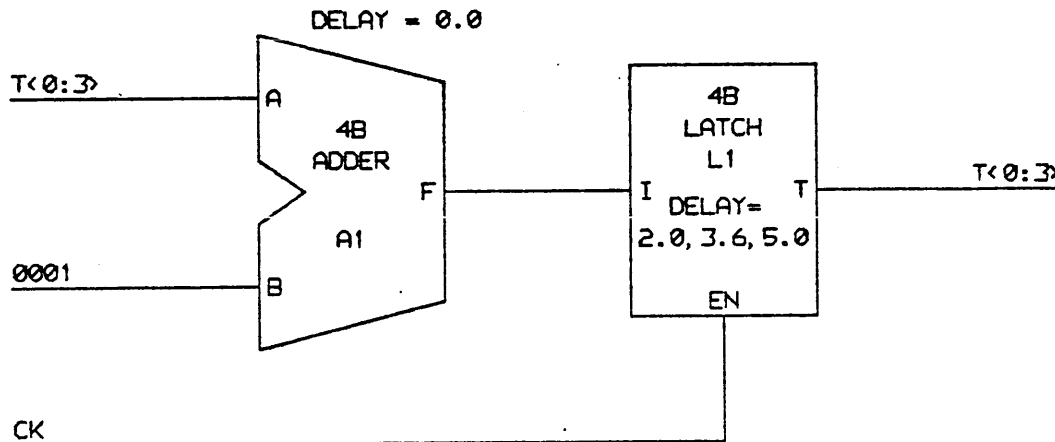 DELAY = 0.0
T<0:3>
A
4B
ADDER
A1
F
0001
B
4B
LATCH
L1
I
T
DELAY=
2.0, 3.6, 5.0
EN
T<0:3>
CK